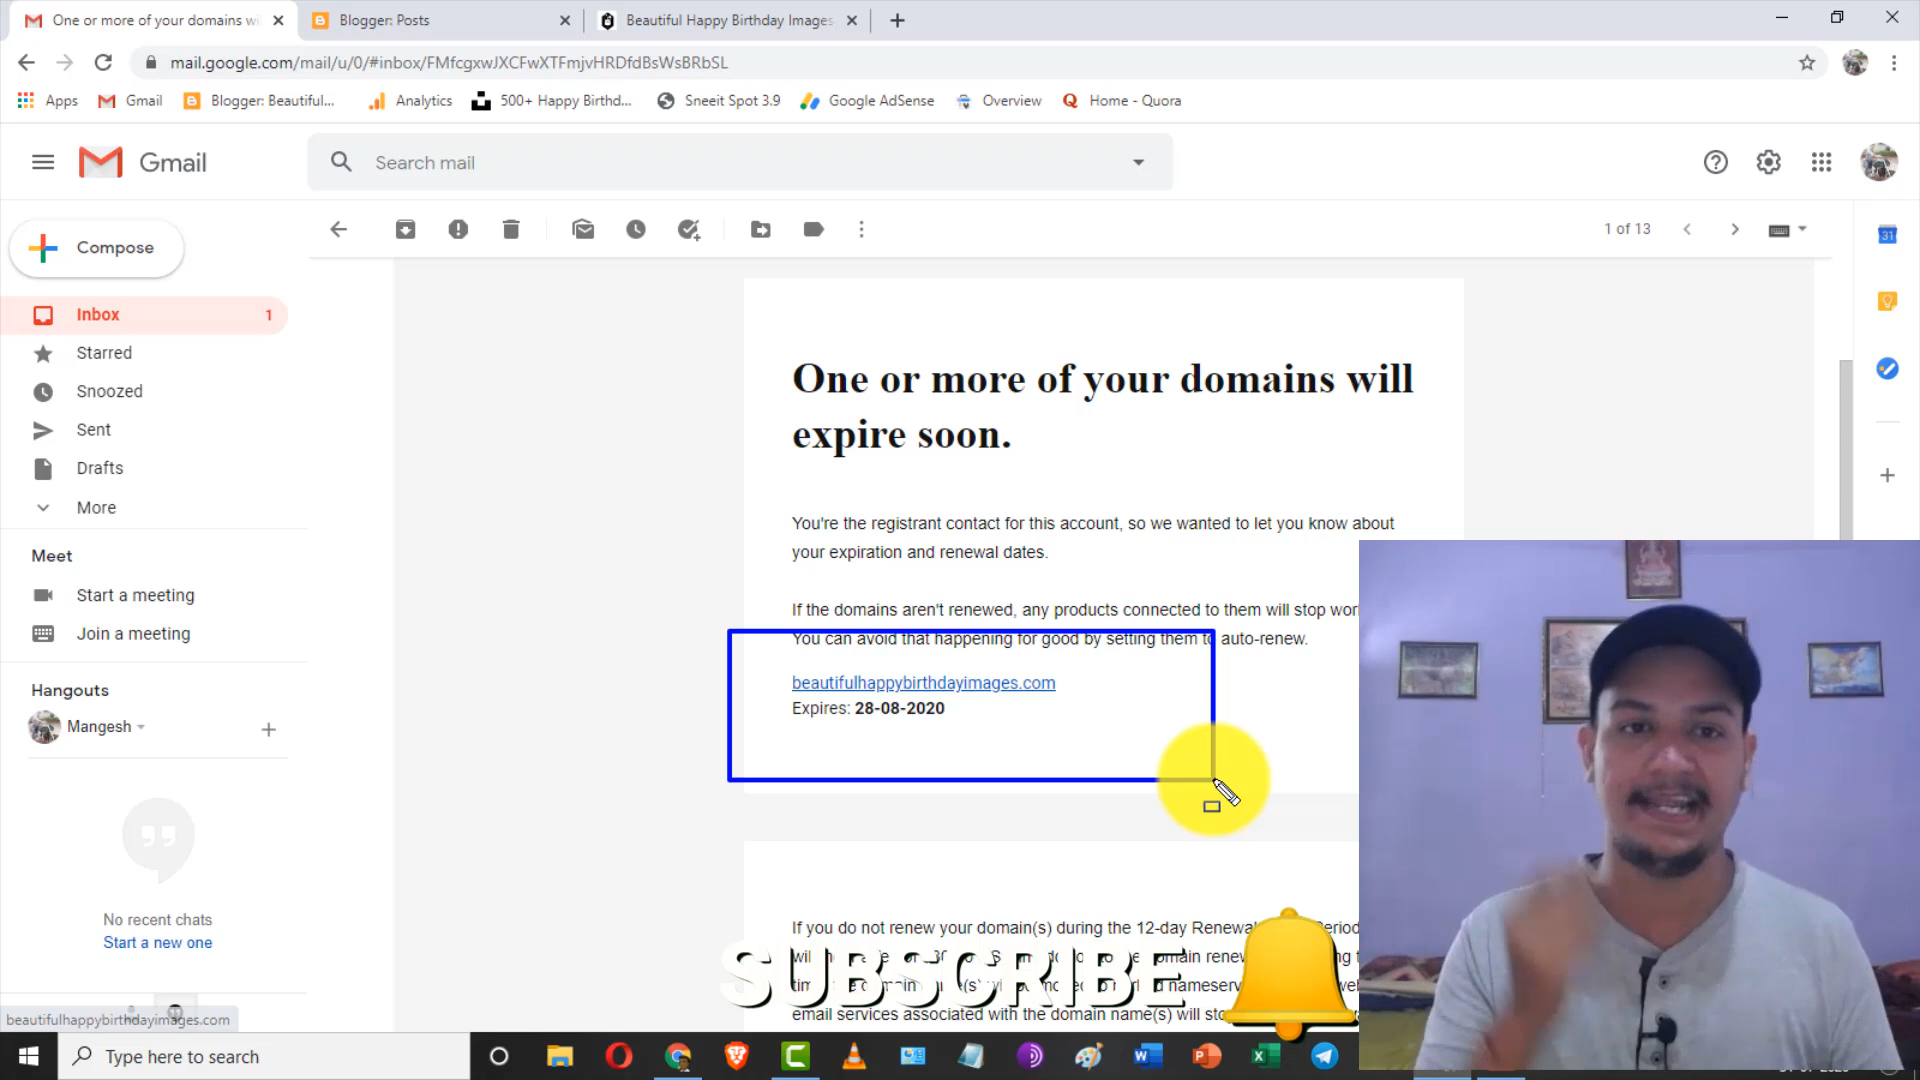 One or more of your domains wi
Blogger: Posts
Beautiful Happy Birthday Images
mail.google.com/mail/u/0/#inbox/FMfcgxwJXCFwXTFmjvHRDfdBsWsBRbSL
Apps
Gmail
Blogger: Beautiful...
Analytics
500+ Happy Birthd...
Sneeit Spot 3.9
Google AdSense
Overview
Home - Quora
Gmail
Search mail
Compose
1 of 13
31
Inbox
1
Starred
Snoozed
Sent
Drafts
More
Meet
Start a meeting
Join a meeting
Hangouts
Mangesh
No recent chats
Start a new one
One or more of your domains will
expire soon.
You're the registrant contact for this account, so we wanted to let you know about
your expiration and renewal dates.
If the domains aren't renewed, any products connected to them will stop wor
You can avoid that happening for good by setting them to auto-renew.
beautifulhappybirthdayimages.com
Expires: 28-08-2020
If you do not renew your domain(s) during the 12-day Renewal
email services associated with the domain name(s) will
SUBSCRIBE
beautifulhappybirthdayimages.com
Type here to search